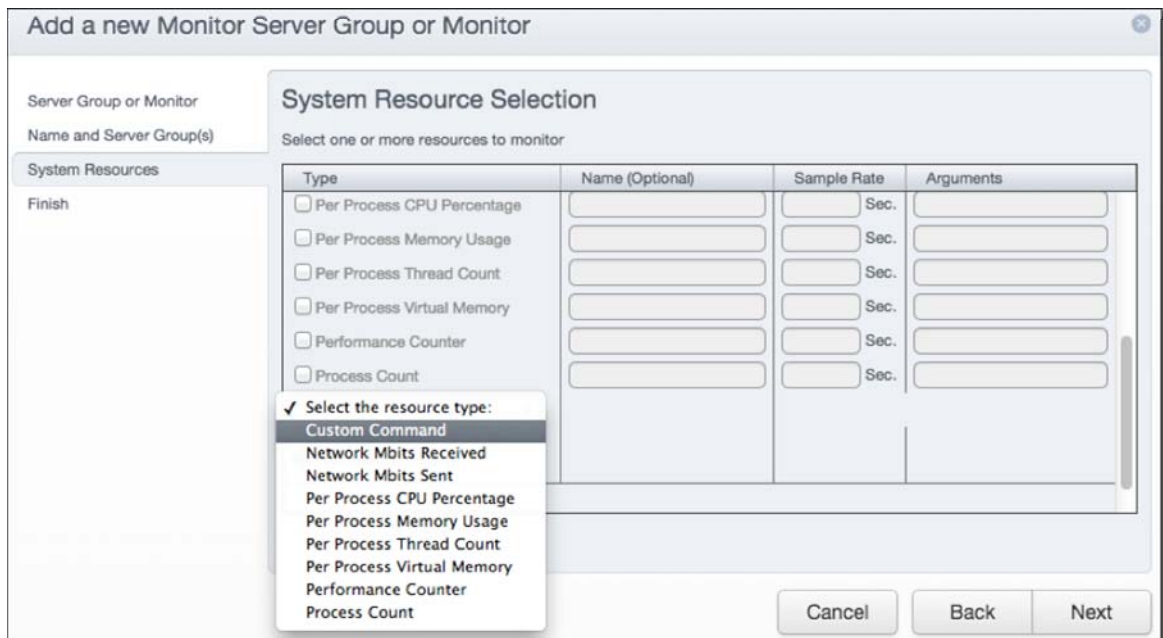 Add a new Monitor Server Group or Monitor
Server Group or Monitor
Name and Server Group(s)
System Resources
Finish
System Resource Selection
Select one or more resources to monitor
Type Name (Optional) Sample Rate Arguments
Per Process CPU Percentage Sec.
Per Process Memory Usage Sec.
Per Process Thread Count Sec.
Per Process Virtual Memory Sec.
Performance Counter Sec.
Process Count Sec.
✓ Select the resource type:
Custom Command
Network Mbits Received
Network Mbits Sent
Per Process CPU Percentage
Per Process Memory Usage
Per Process Thread Count
Per Process Virtual Memory
Performance Counter
Process Count
Cancel Back Next